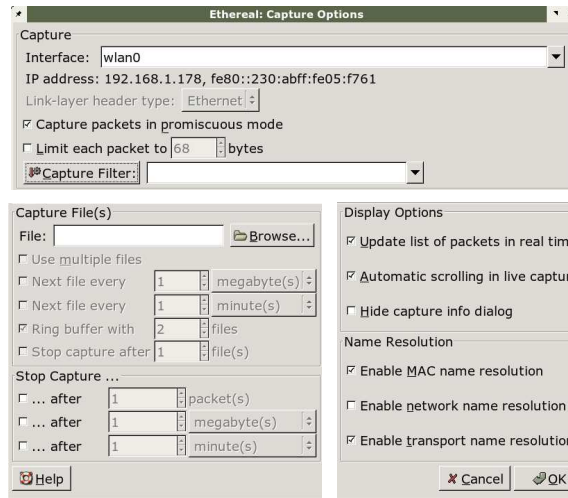 Ethereal: Capture Options
Capture
Interface: wlan0
IP address: 192.168.1.178, fe80::230:abff:fe05:f761
Link-layer header type: Ethernet
Capture packets in promiscuous mode
Limit each packet to 68 bytes
Capture Filter:
Capture File(s)
File: Browse...
Use multiple files
Next file every 1 megabyte(s)
Next file every 1 minute(s)
Ring buffer with 2 files
Stop capture after 1 file(s)
Stop Capture ...
... after 1 packet(s)
... after 1 megabyte(s)
... after 1 minute(s)
Help
Display Options
Update list of packets in real tim
Automatic scrolling in live captur
Hide capture info dialog
Name Resolution
Enable MAC name resolution
Enable network name resolution
Enable transport name resolution
Cancel OK